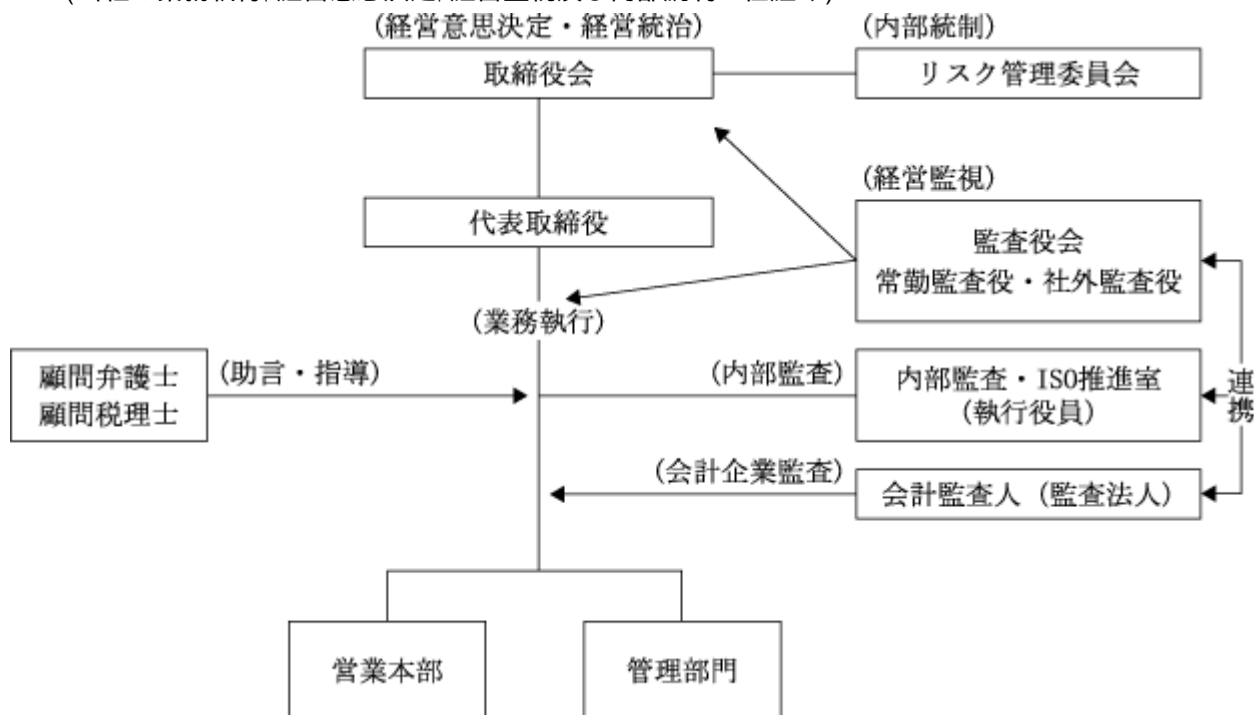 (経営意思決定・経営統治)
(内部統制)
取締役会
リスク管理委員会
(経営監視)
代表取締役
監査役会
常勤監査役・社外監査役
(業務執行)
顧問弁護士
顧問税理士
(助言・指導)
(内部監査)
内部監査・ISO推進室
(執行役員)
連携
(会計企業監査)
会計監査人(監査法人)
営業本部
管理部門